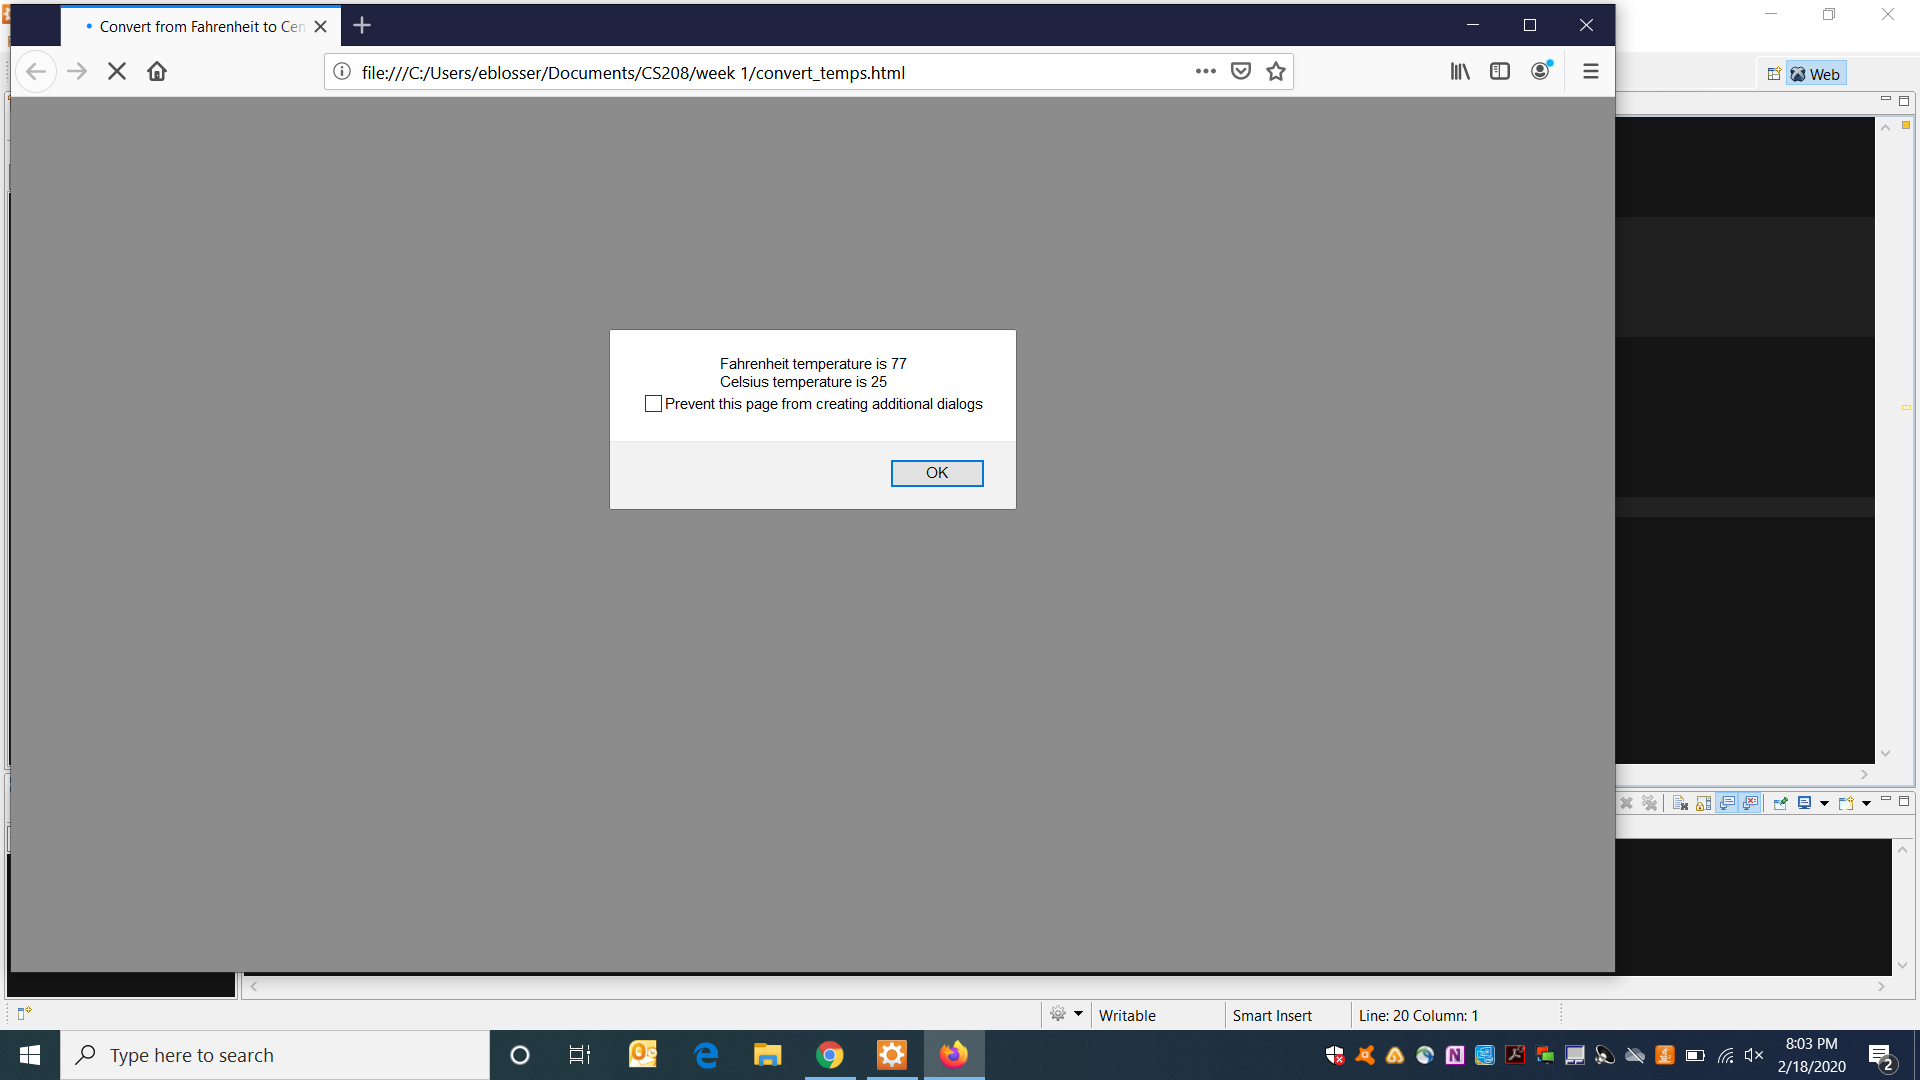 Convert from Fahrenheit to Cen
file:///C:/Users/eblosser/Documents/CS208/week 1/convert_temps.html
Web
Fahrenheit temperature is 77
Celsius temperature is 25
Prevent this page from creating additional dialogs
OK
Writable
Smart Insert
Line: 20 Column: 1
Type here to search
8:03 PM
2/18/2020
2